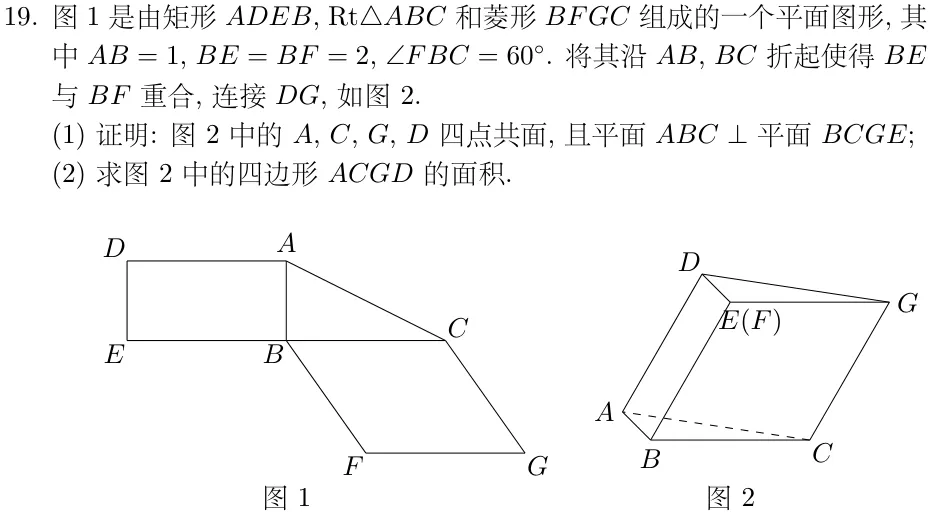 19. 图 1 是由矩形 ADEB, Rt△ABC 和菱形 BFGC 组成的一个平面图形, 其
中 AB = 1, BE = BF = 2, ∠FBC = 60°. 将其沿 AB, BC 折起使得 BE
与 BF 重合, 连接 DG, 如图 2.
(1) 证明: 图 2 中的 A, C, G, D 四点共面, 且平面 ABC ⊥ 平面 BCGE;
(2) 求图 2 中的四边形 ACGD 的面积.
D A
E B C
F G
图 1
D
E(F) G
A
B C
图 2